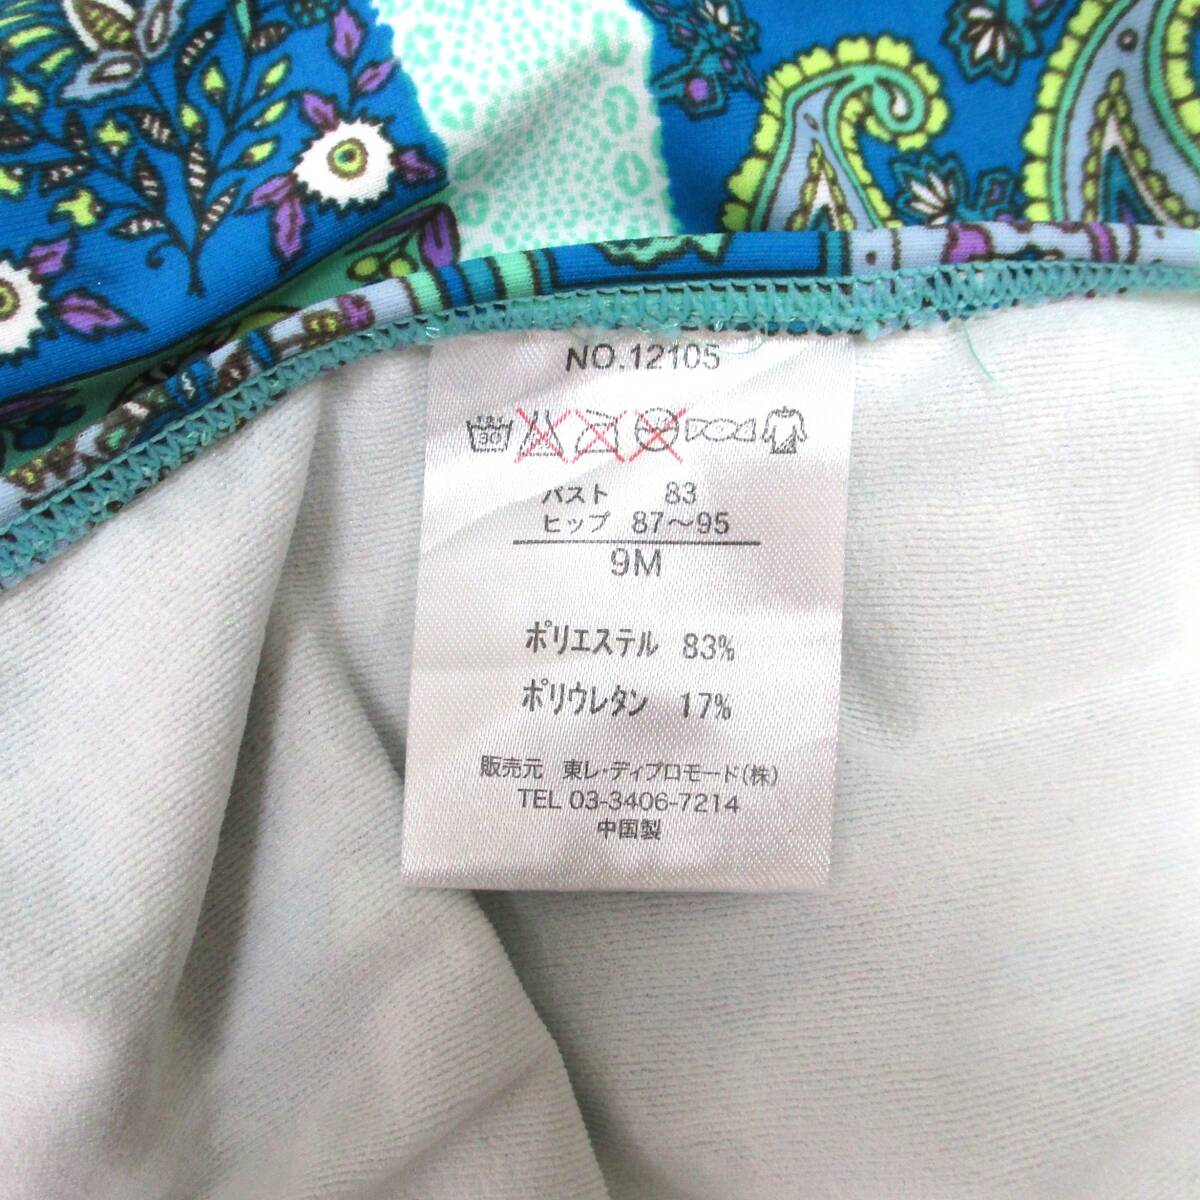 NO.12105
30
バスト 83
ヒップ 87～95
9M
ポリエステル 83%
ポリウレタン 17%
販売元 東レ・ディプロモード(株)
TEL 03-3406-7214
中国製